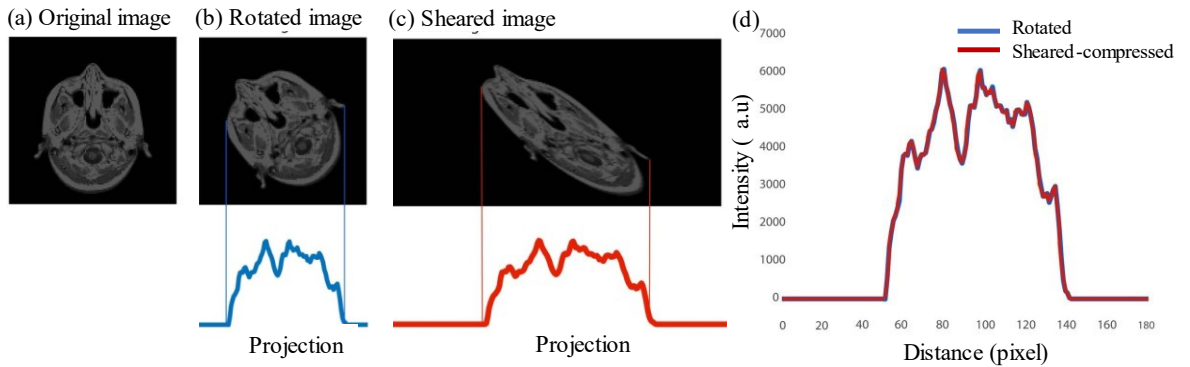 (a) Original image
(b) Rotated image
(c) Sheared image
(d)
Projection
Projection
7000
6000
5000
4000
3000
2000
1000
0
Intensity ( a.u)
Rotated
Sheared-compressed
0 20 40 60 80 100 120 140 160 180
Distance (pixel)